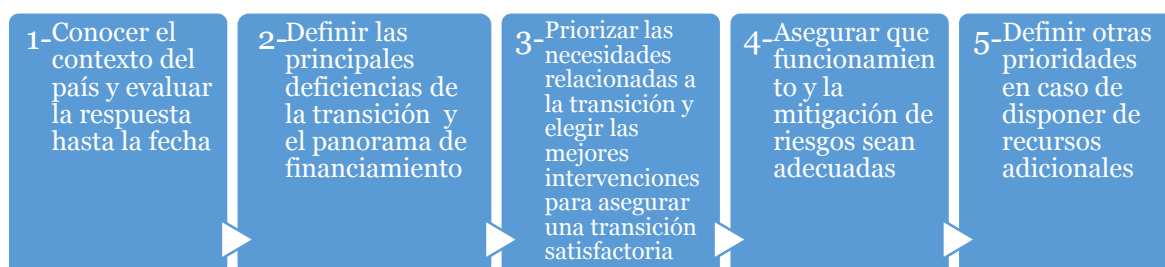 1-Conocer el
contexto del
país y evaluar
la respuesta
hasta la fecha
2-Definir las
principales
deficiencias de
la transición y
el panorama de
financiamiento
3-Priorizar las
necesidades
relacionadas a
la transición y
elegir las
mejores
intervenciones
para asegurar
una transición
satisfactoria
4-Asegurar que
funcionamien
to y la
mitigación de
riesgos sean
adecuadas
5-Definir otras
prioridades
en caso de
disponer de
recursos
adicionales